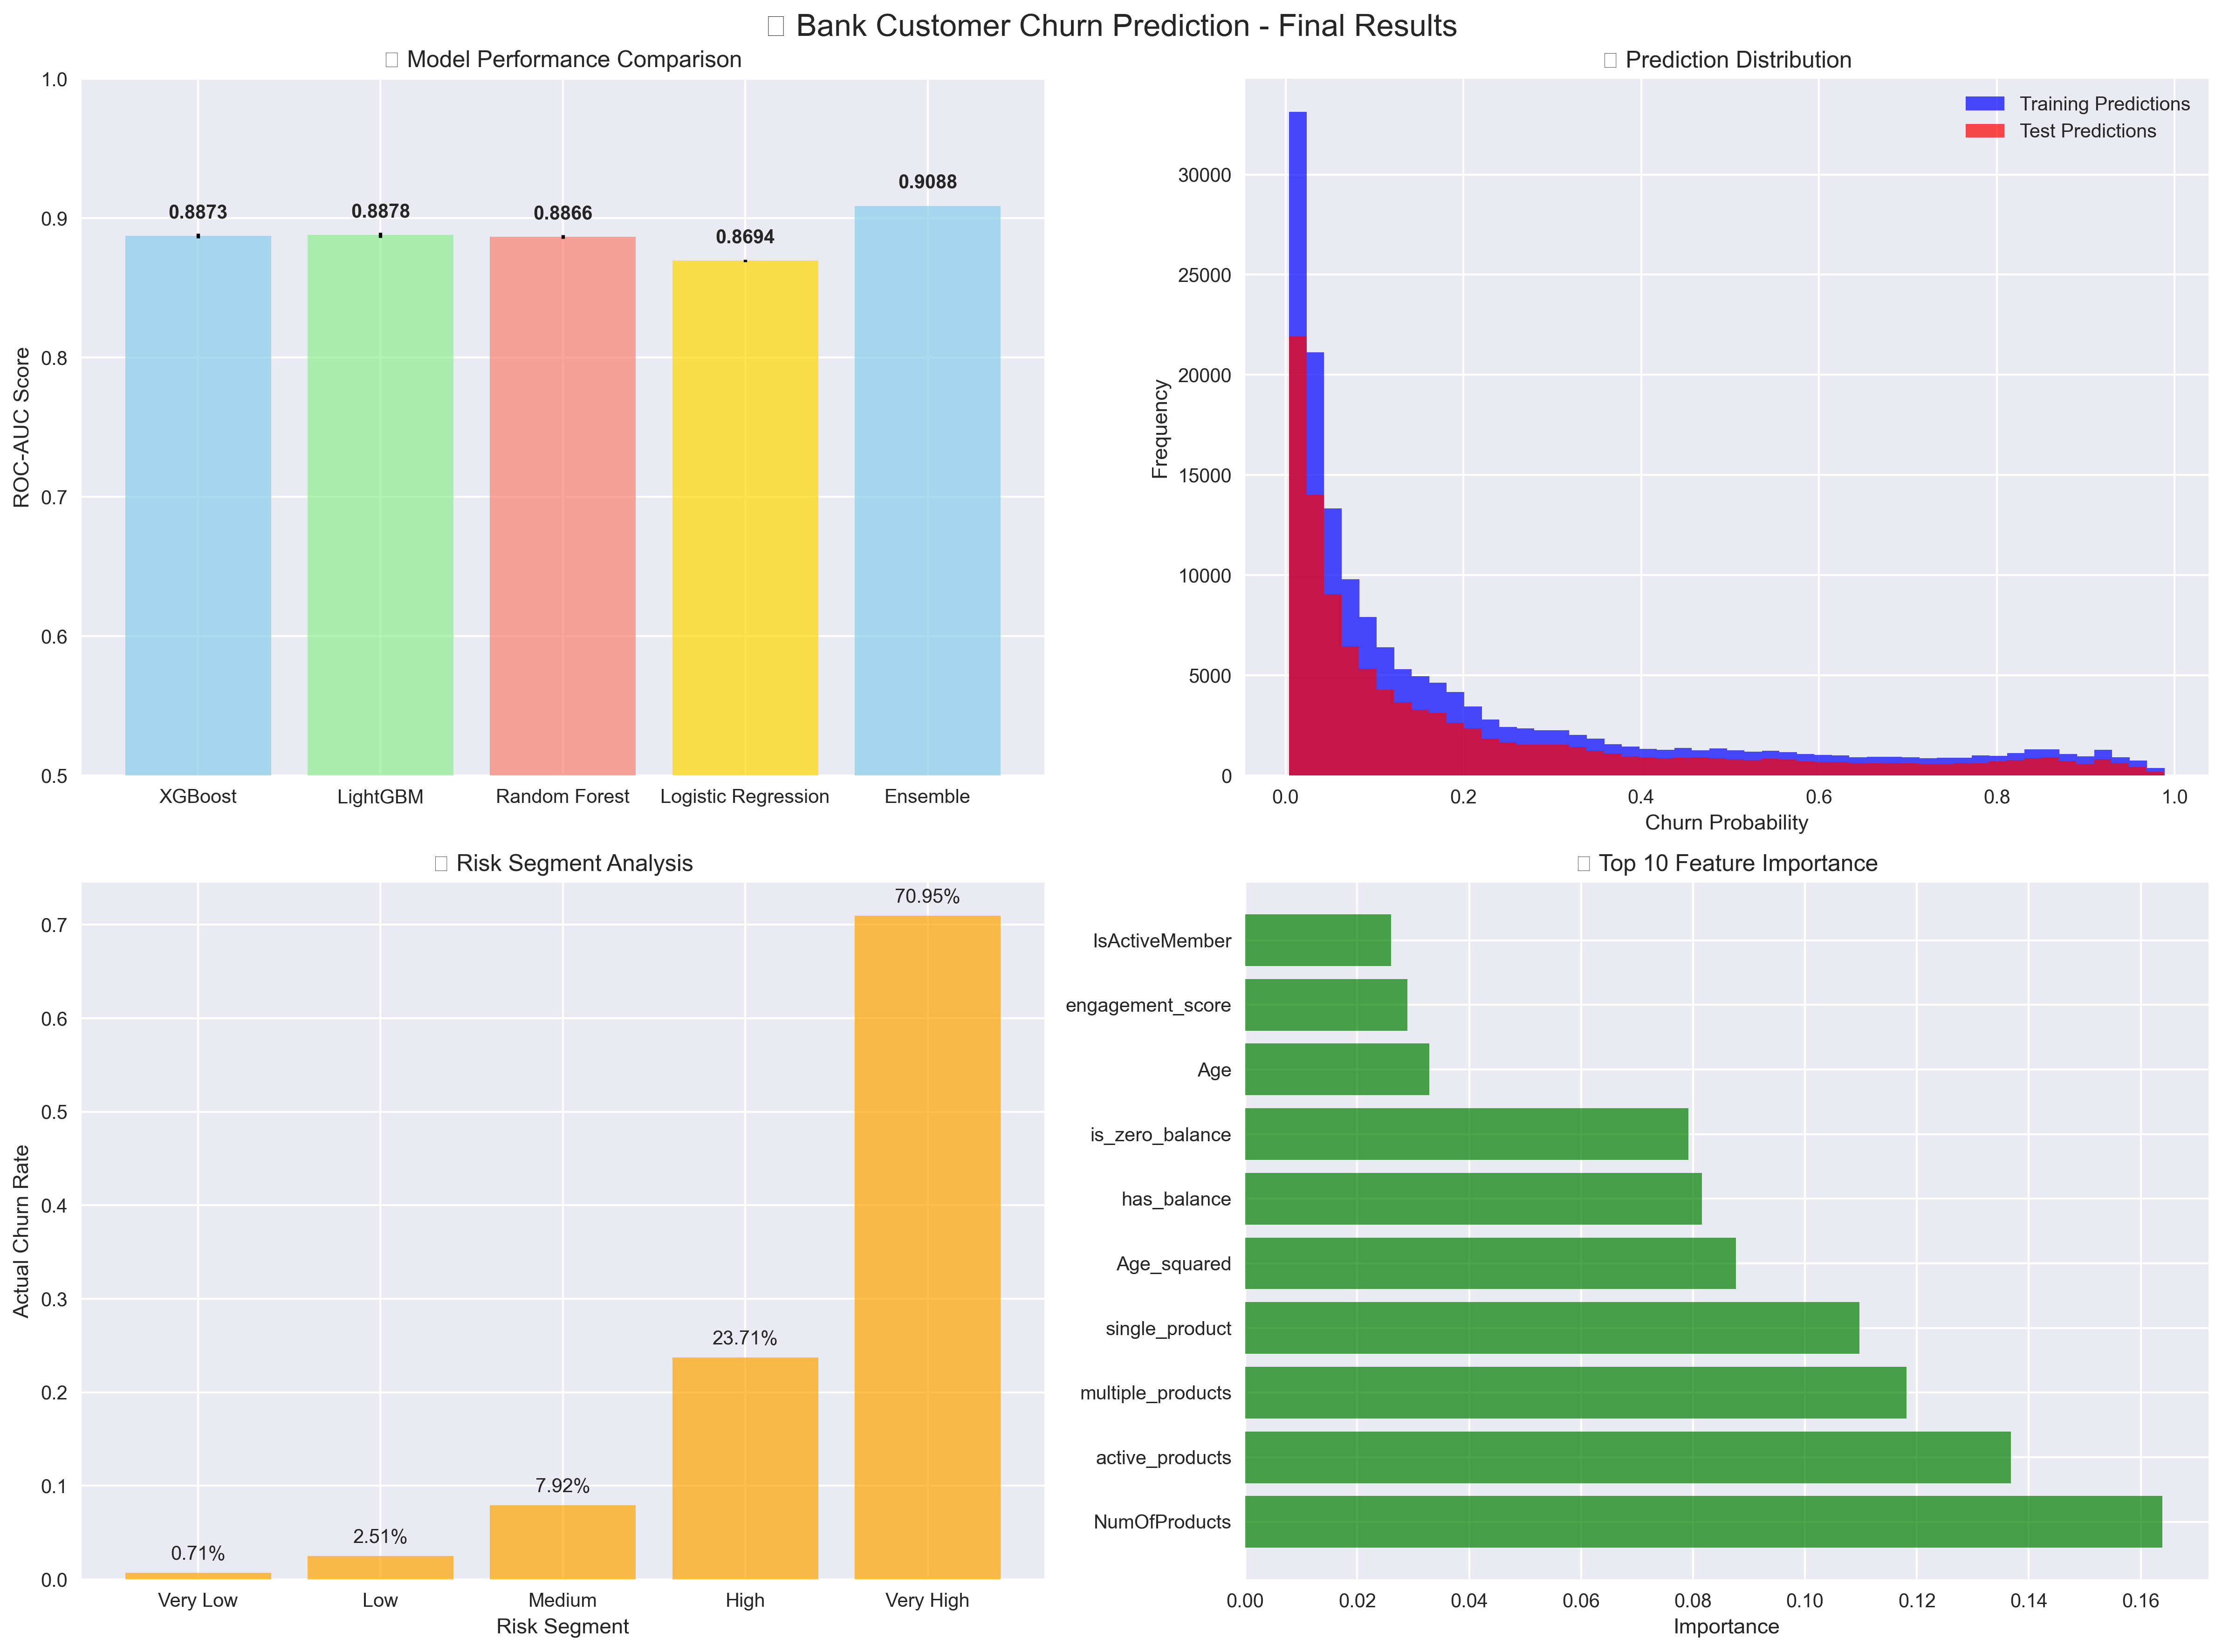 Bank Customer Churn Prediction - Final Results
Model Performance Comparison
1.0
0.9
0.8
0.7
0.6
0.5
ROC-AUC Score
0.8873
0.8878
0.8866
0.8694
0.9088
XGBoost
LightGBM
Random Forest
Logistic Regression
Ensemble
Prediction Distribution
Training Predictions
Test Predictions
30000
25000
20000
15000
10000
5000
0
Frequency
0.0
0.2
0.4
0.6
0.8
1.0
Churn Probability
Risk Segment Analysis
0.7
0.6
0.5
0.4
0.3
0.2
0.1
0.0
Actual Churn Rate
0.71%
2.51%
7.92%
23.71%
70.95%
Very Low
Low
Medium
High
Very High
Risk Segment
Top 10 Feature Importance
IsActiveMember
engagement_score
Age
is_zero_balance
has_balance
Age_squared
single_product
multiple_products
active_products
NumOfProducts
0.00
0.02
0.04
0.06
0.08
0.10
0.12
0.14
0.16
Importance